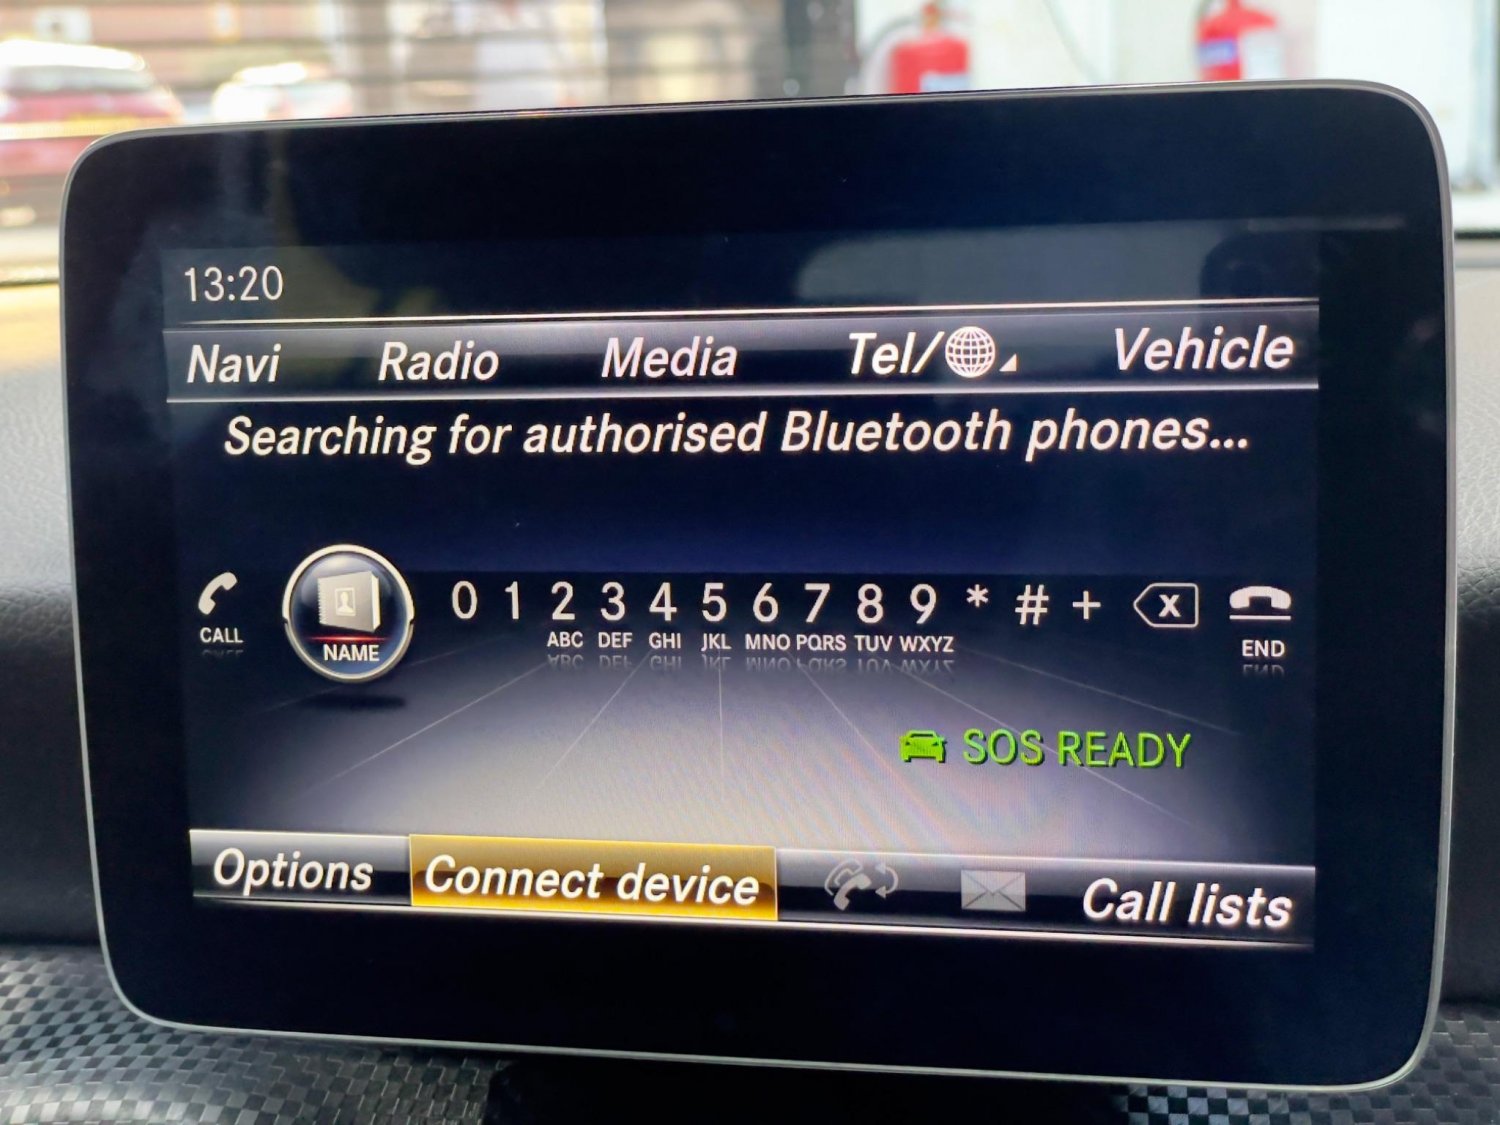 13:20
Navi Radio Media Tel/ Vehicle
Searching for authorised Bluetooth phones...
0 1 2 3 4 5 6 7 8 9 * # + x
CALL NAME ABC DEF GHI JKL MNO PQRS TUV WXYZ END
SOS READY
Options Connect device Call lists